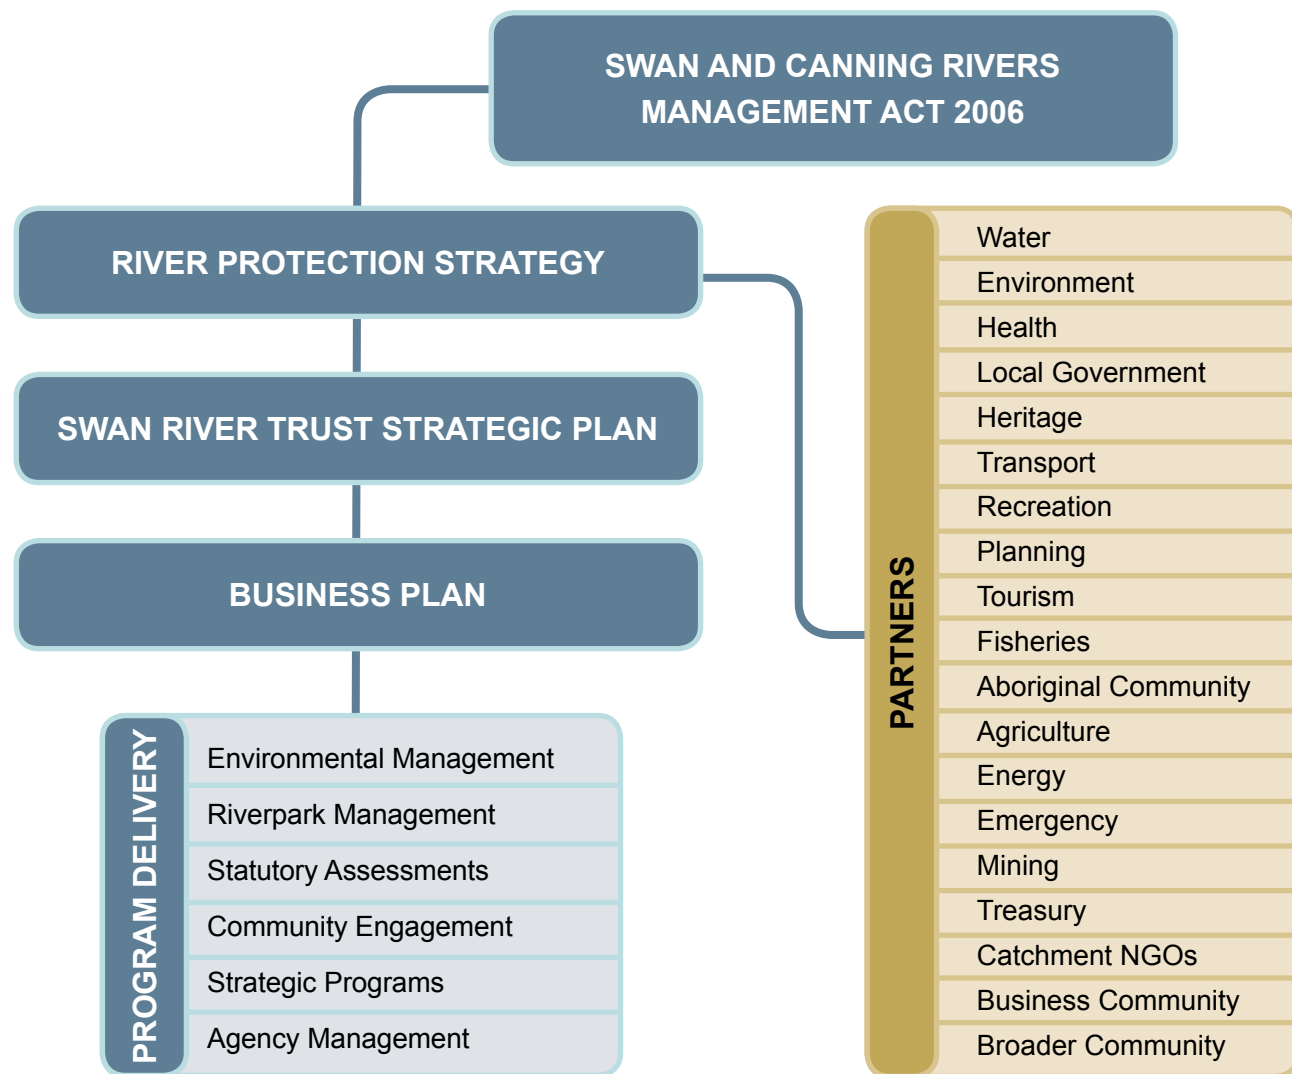 SWAN AND CANNING RIVERS
MANAGEMENT ACT 2006
RIVER PROTECTION STRATEGY
SWAN RIVER TRUST STRATEGIC PLAN
BUSINESS PLAN
PROGRAM DELIVERY
Environmental Management
Riverpark Management
Statutory Assessments
Community Engagement
Strategic Programs
Agency Management
PARTNERS
Water
Environment
Health
Local Government
Heritage
Transport
Recreation
Planning
Tourism
Fisheries
Aboriginal Community
Agriculture
Energy
Emergency
Mining
Treasury
Catchment NGOs
Business Community
Broader Community